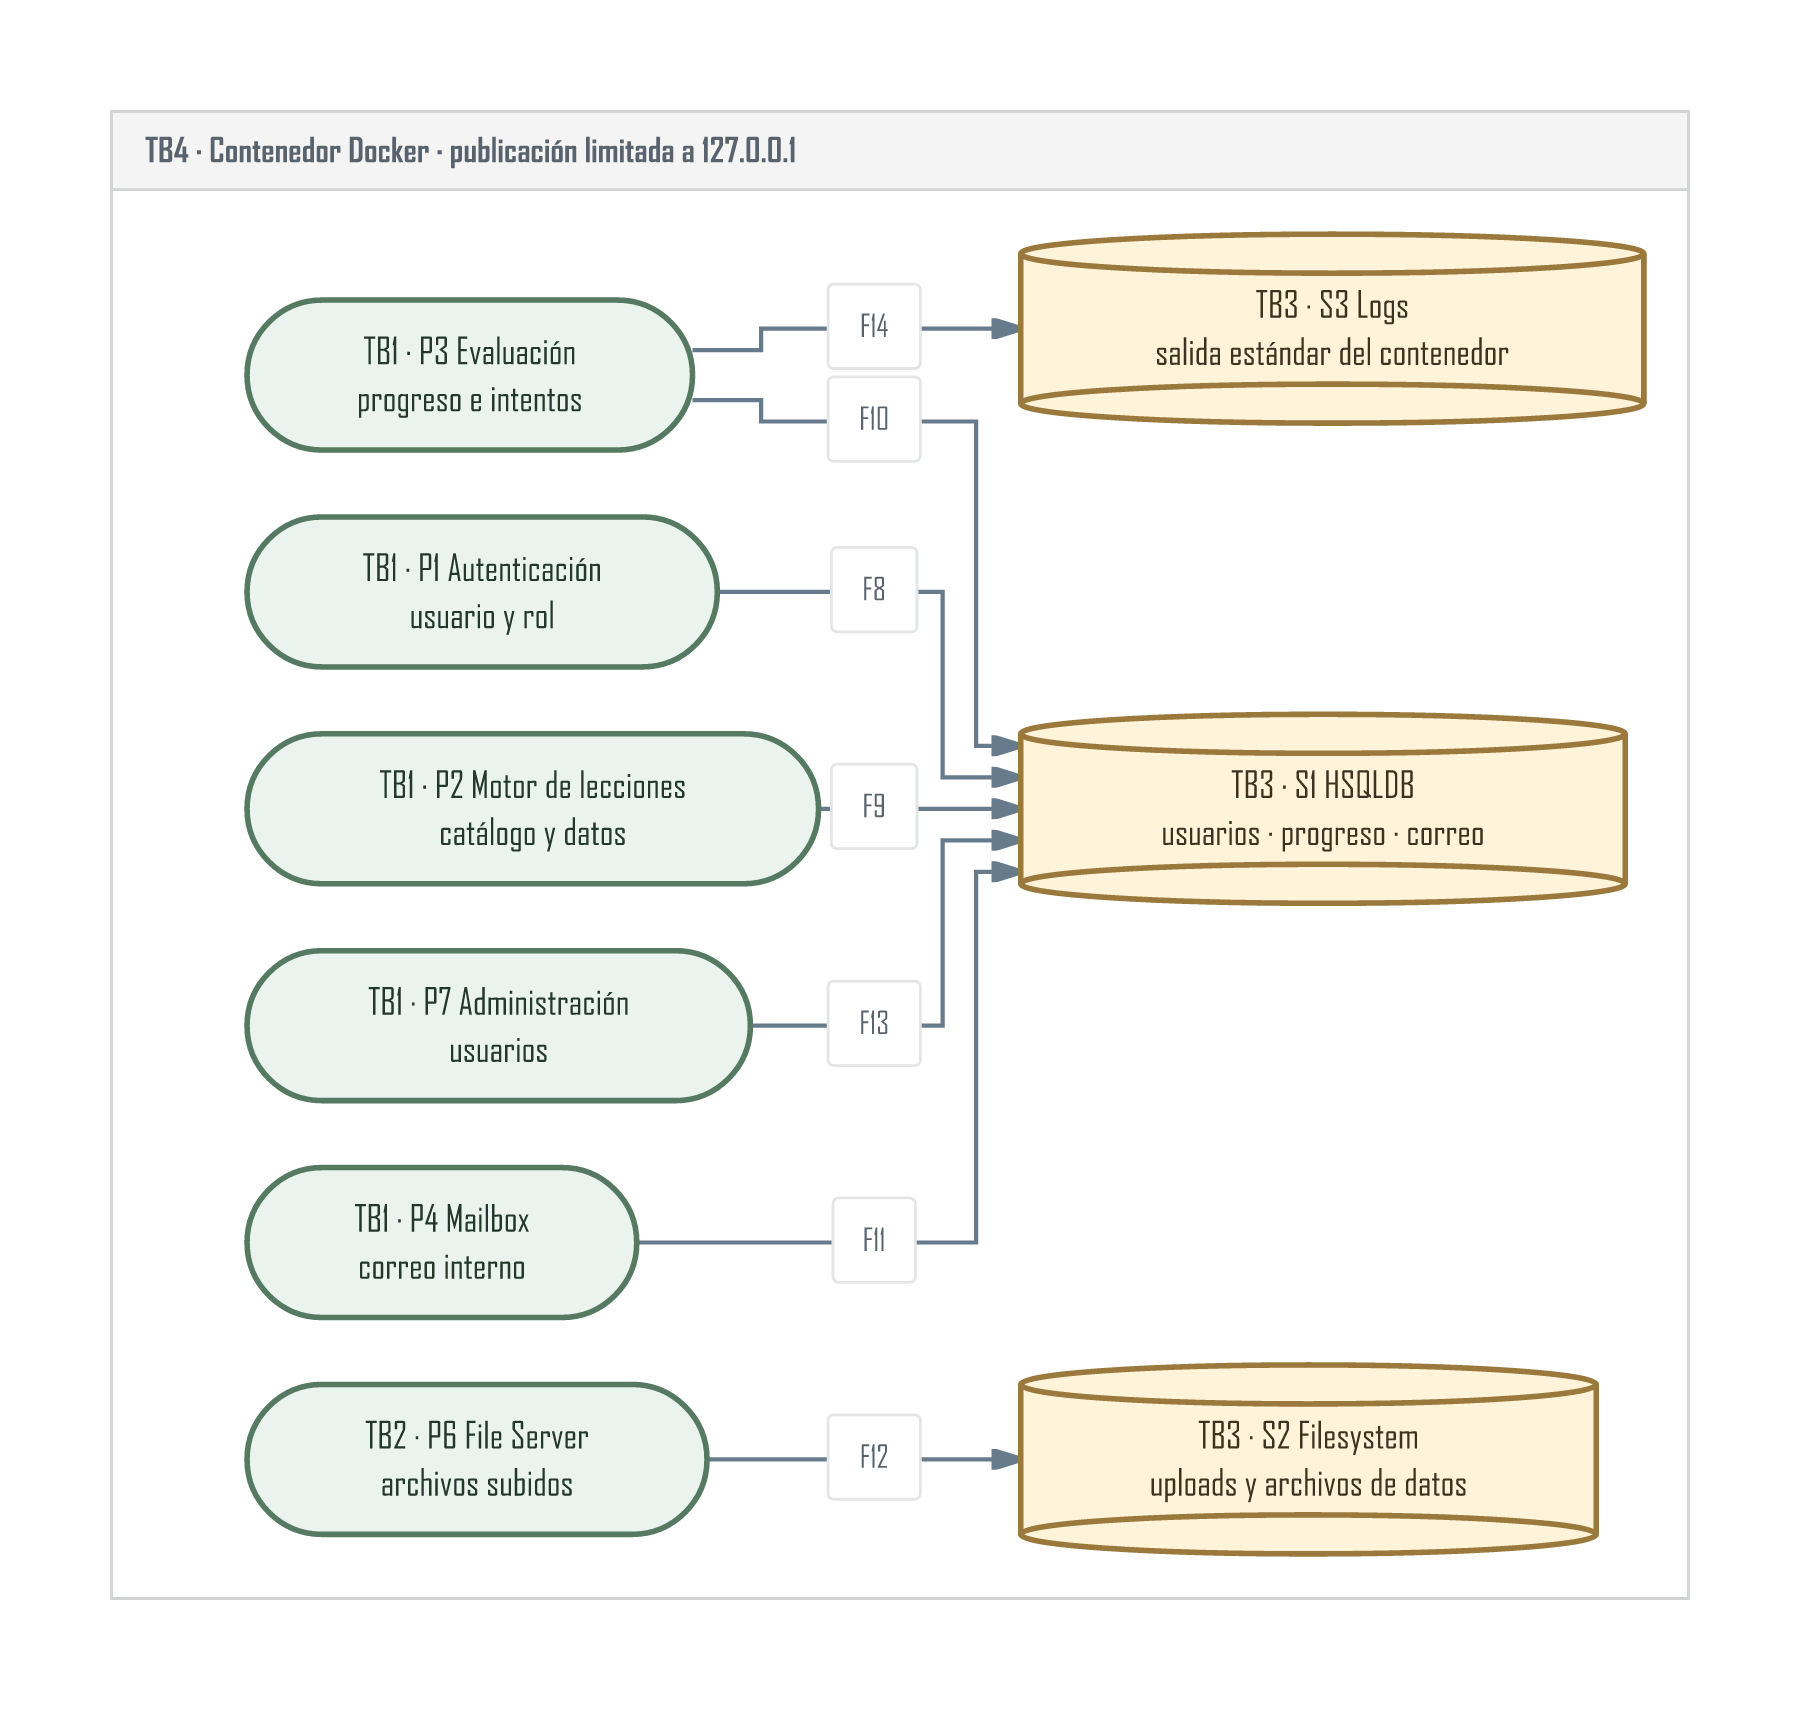 TB4 · Contenedor Docker · publicación limitada a 127.0.0.1
TB1 · P3 Evaluación
progreso e intentos
F14
F10
TB3 · S3 Logs
salida estándar del contenedor
TB1 · P1 Autenticación
usuario y rol
F8
TB1 · P2 Motor de lecciones
catálogo y datos
F9
TB3 · S1 HSQLDB
usuarios · progreso · correo
TB1 · P7 Administración
usuarios
F13
TB1 · P4 Mailbox
correo interno
F11
TB2 · P6 File Server
archivos subidos
F12
TB3 · S2 Filesystem
uploads y archivos de datos